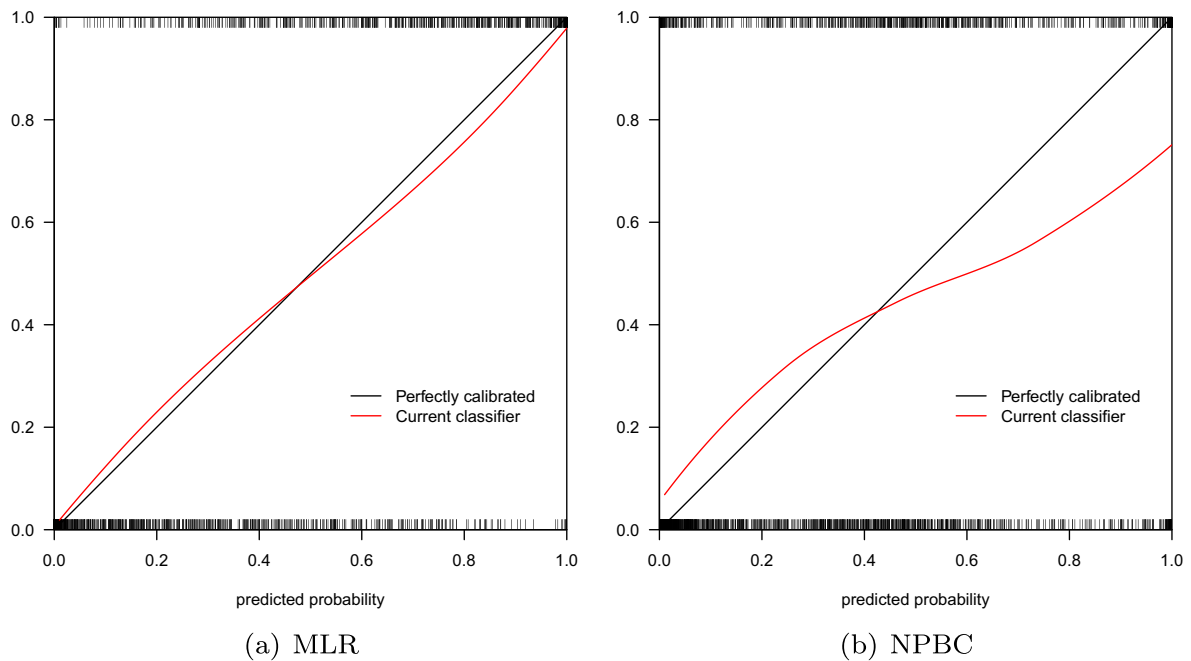 1.0
0.8
0.6
0.4
0.2
0.0
Perfectly calibrated
Current classifier
0.0 0.2 0.4 0.6 0.8 1.0
predicted probability
(a) MLR
1.0
0.8
0.6
0.4
0.2
0.0
Perfectly calibrated
Current classifier
0.0 0.2 0.4 0.6 0.8 1.0
predicted probability
(b) NPBC